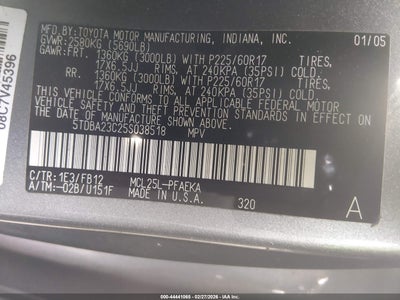 MFD.BY:TOYOTA MOTOR MANUFACTURING, INDIANA, INC. 01/05
GVWR:2580KG (5690LB)
GAWR:FRT. 1360KG (3000LB) WITH P225/60R17 TIRES,
17X6.5JJ RIMS, AT 240KPA (35PSI) COLD.
RR. 1360KG (3000LB) WITH P225/60R17 TIRES,
17X6.5JJ RIMS, AT 240KPA (35PSI) COLD.
THIS VEHICLE CONFORMS TO ALL APPLICABLE FEDERAL MOTOR
VEHICLE SAFETY AND BUMPER STANDARDS IN EFFECT ON
THE DATE OF MANUFACTURE SHOWN ABOVE.
5TDBA23C25S038518 MPV
C/TR:1E3/FB12 MCL25L-PFAEKA
A/TM:-02B/U151F MADE IN U.S.A. 320 A
08C7V45396
000-44441065 02/27/2026 - IAA Holdings, LLC